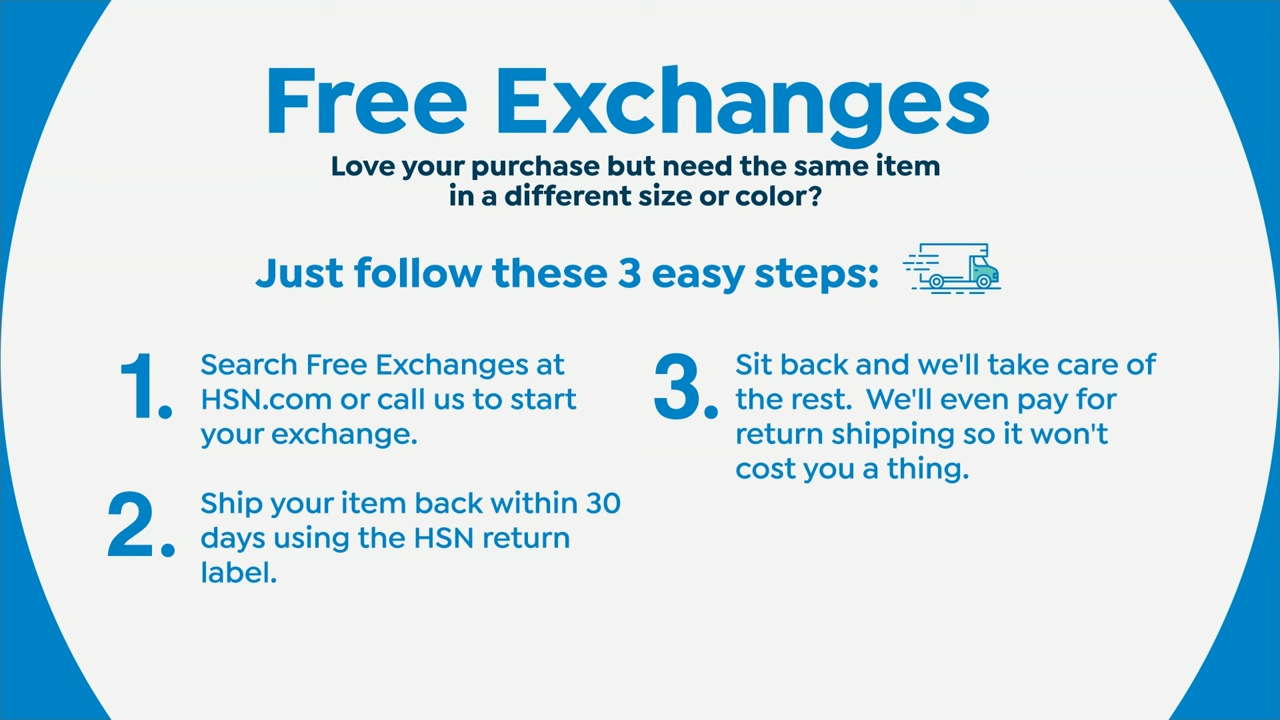 Free Exchanges
Love your purchase but need the same item
in a different size or color?
Just follow these 3 easy steps:
1. Search Free Exchanges at
HSN.com or call us to start
your exchange.
2. Ship your item back within 30
days using the HSN return
label.
3. Sit back and we'll take care of
the rest.  We'll even pay for
return shipping so it won't
cost you a thing.